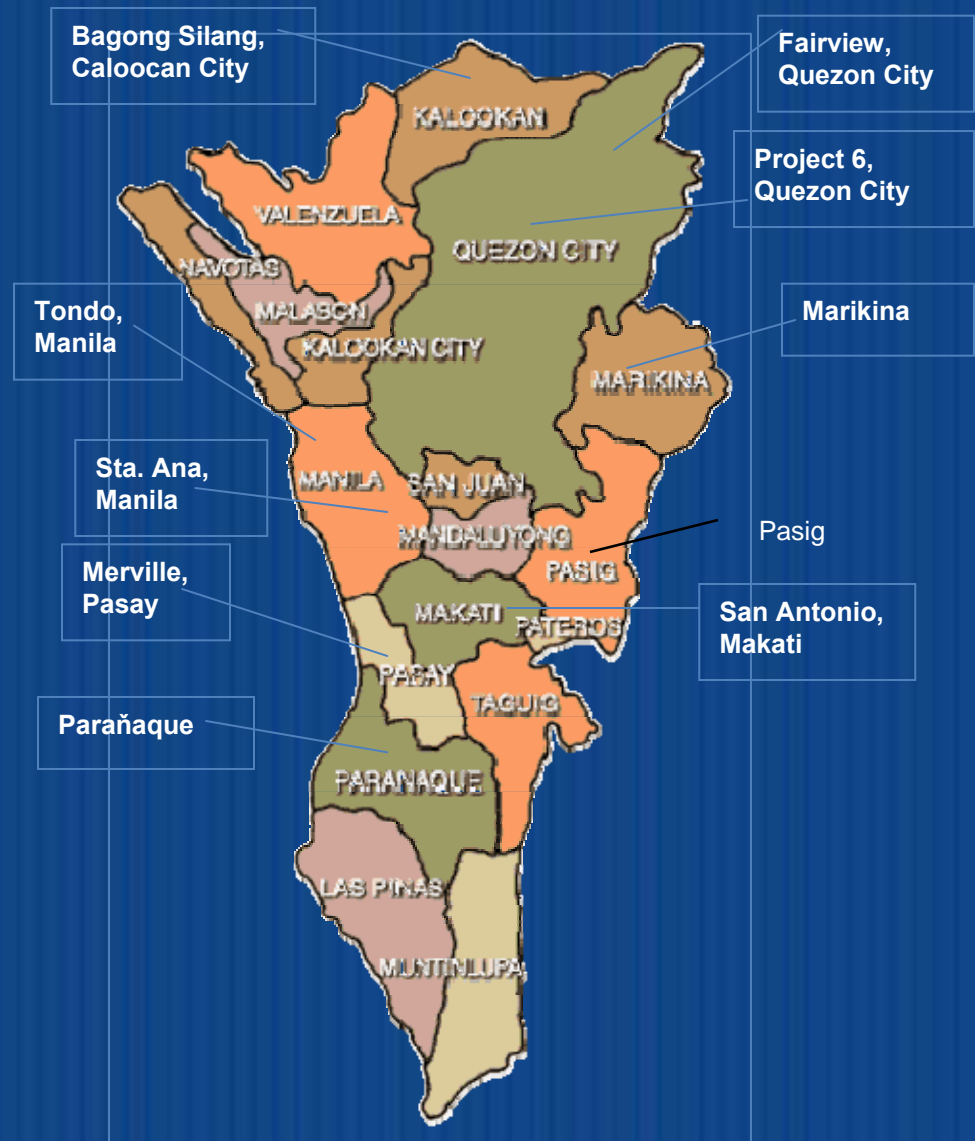 Bagong Silang,
Caloocan City
Fairview,
Quezon City
KALOOKAN
Project 6,
Quezon City
VALENZUELA
QUEZON CITY
NAVOTAS
MALABON
Tondo,
Manila
Marikina
KALOOKAN CITY
MARIKINA
Sta. Ana,
Manila
MANILA
SAN JUAN
MANDALUYONG
Pasig
PASIG
Merville,
Pasay
MAKATI
PATEROS
San Antonio,
Makati
PASAY
TAGUIG
Paraňaque
PARANAQUE
LAS PINAS
MUNTINLUPA